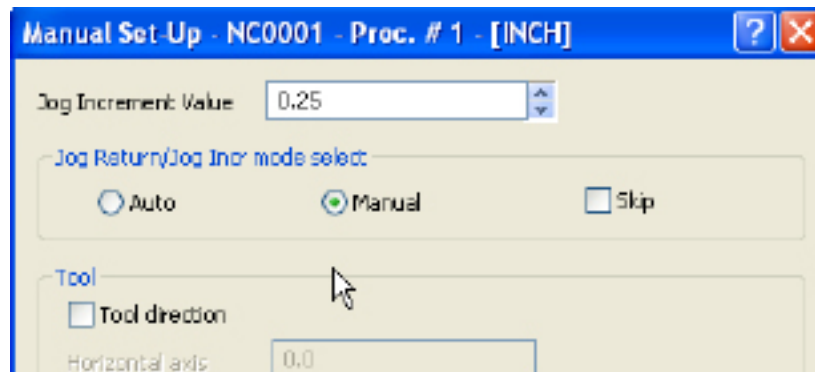 Manual Set-Up - NC0001 - Proc. # 1 - [INCH] ?
Jog Increment Value 0.25
Jog Return/Jog Incr mode select
Auto Manual Skip
Tool
Tool direction
Horizontal axis 0.0